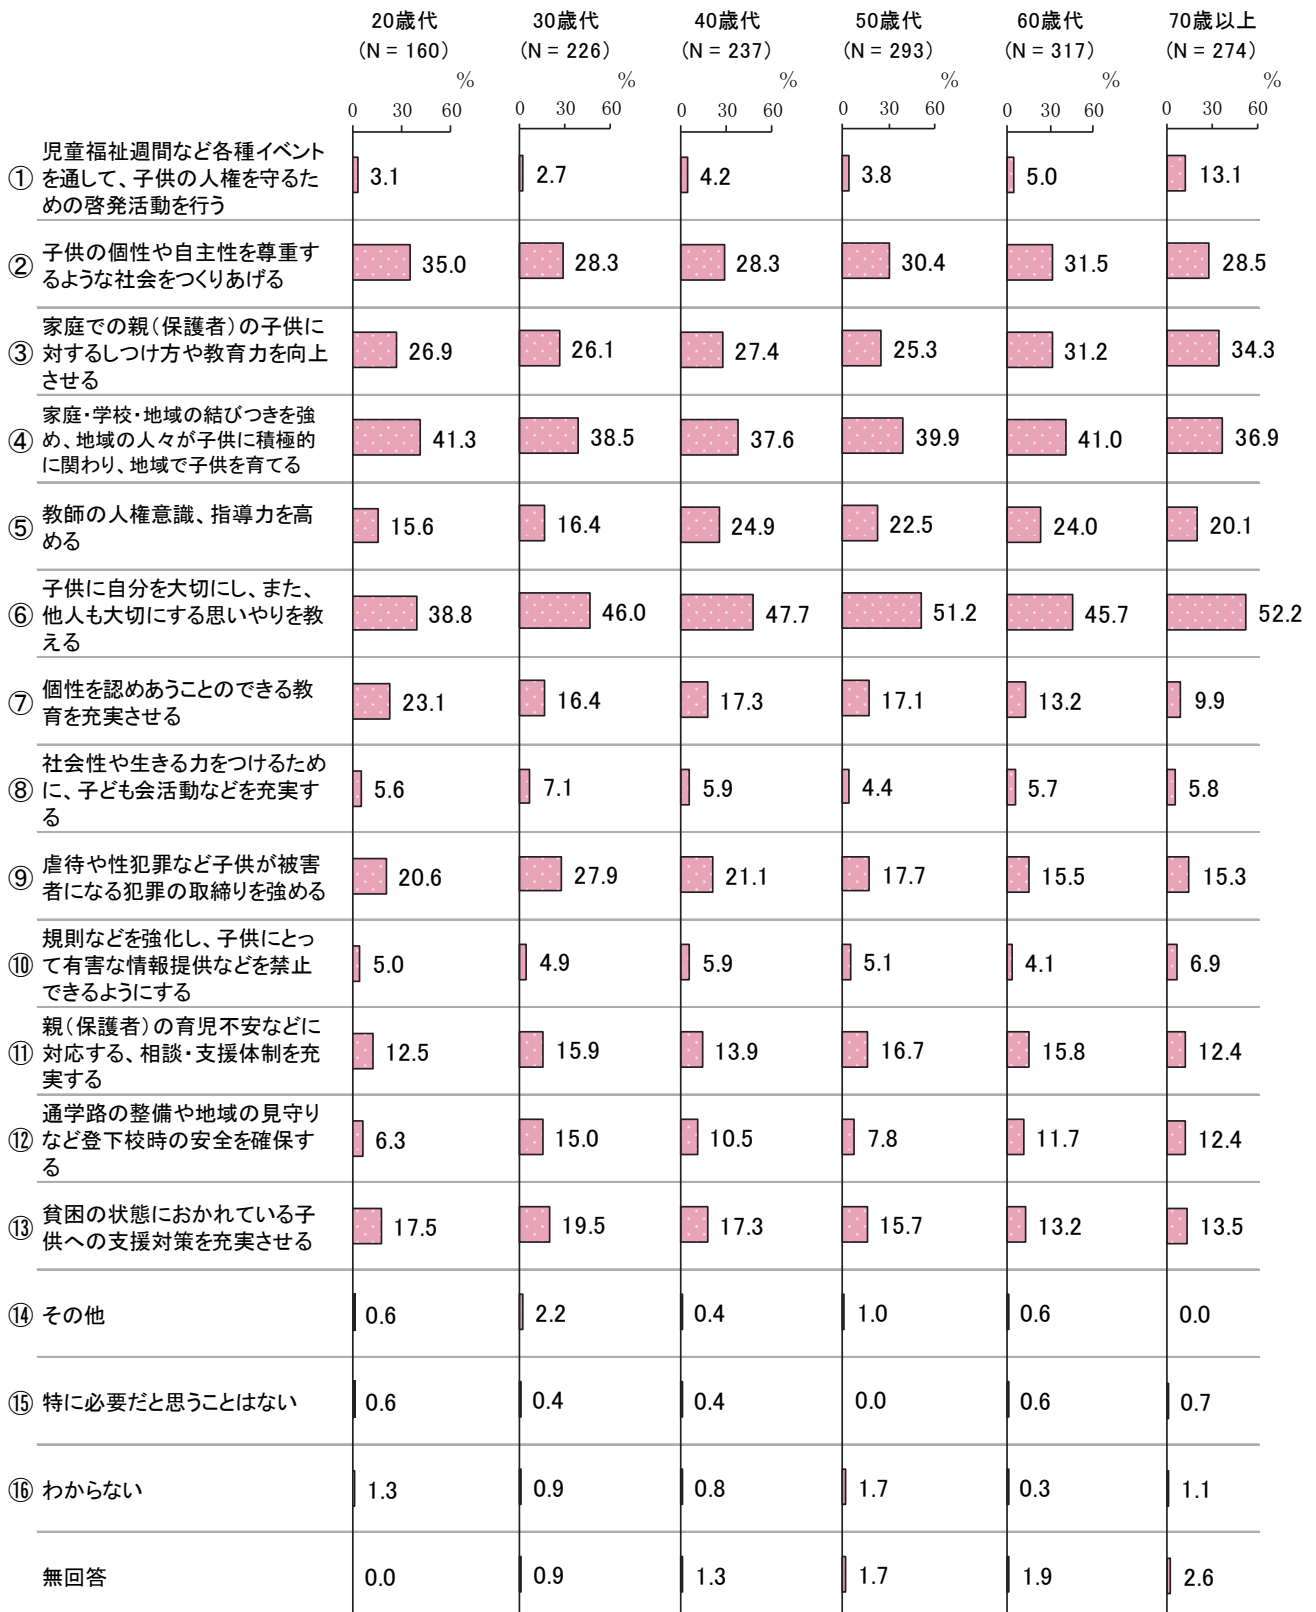 20歳代 30歳代 40歳代 50歳代 60歳代 70歳以上
(N = 160) (N = 226) (N = 237) (N = 293) (N = 317) (N = 274)
% % % % % %
0 30 60 0 30 60 0 30 60 0 30 60 0 30 60 0 30 60
児童福祉週間など各種イベント
① を通して、子供の人権を守るた 3.1 2.7 4.2 3.8 5.0 13.1
めの啓発活動を行う
子供の個性や自主性を尊重す
② るような社会をつくりあげる 35.0 28.3 28.3 30.4 31.5 28.5
家庭での親(保護者)の子供に
③ 対するしつけ方や教育力を向上 26.9 26.1 27.4 25.3 31.2 34.3
させる
家庭・学校・地域の結びつきを強
④ め、地域の人々が子供に積極的 41.3 38.5 37.6 39.9 41.0 36.9
に関わり、地域で子供を育てる
教師の人権意識、指導力を高
⑤ める 15.6 16.4 24.9 22.5 24.0 20.1
子供に自分を大切にし、また、
⑥ 他人も大切にする思いやりを教 38.8 46.0 47.7 51.2 45.7 52.2
える
個性を認めあうことのできる教
⑦ 育を充実させる 23.1 16.4 17.3 17.1 13.2 9.9
社会性や生きる力をつけるため
⑧ に、子ども会活動などを充実す 5.6 7.1 5.9 4.4 5.7 5.8
る
虐待や性犯罪など子供が被害
⑨ 者になる犯罪の取締りを強める 20.6 27.9 21.1 17.7 15.5 15.3
規則などを強化し、子供にとっ
⑩ て有害な情報提供などを禁止 5.0 4.9 5.9 5.1 4.1 6.9
できるようにする
親(保護者)の育児不安などに
⑪ 対応する、相談・支援体制を充 12.5 15.9 13.9 16.7 15.8 12.4
実する
通学路の整備や地域の見守り
⑫ など登下校時の安全を確保す 6.3 15.0 10.5 7.8 11.7 12.4
る
貧困の状態におかれている子
⑬ 供への支援対策を充実させる 17.5 19.5 17.3 15.7 13.2 13.5
⑭ その他 0.6 2.2 0.4 1.0 0.6 0.0
⑮ 特に必要だと思うことはない 0.6 0.4 0.4 0.0 0.6 0.7
⑯ わからない 1.3 0.9 0.8 1.7 0.3 1.1
無回答 0.0 0.9 1.3 1.7 1.9 2.6